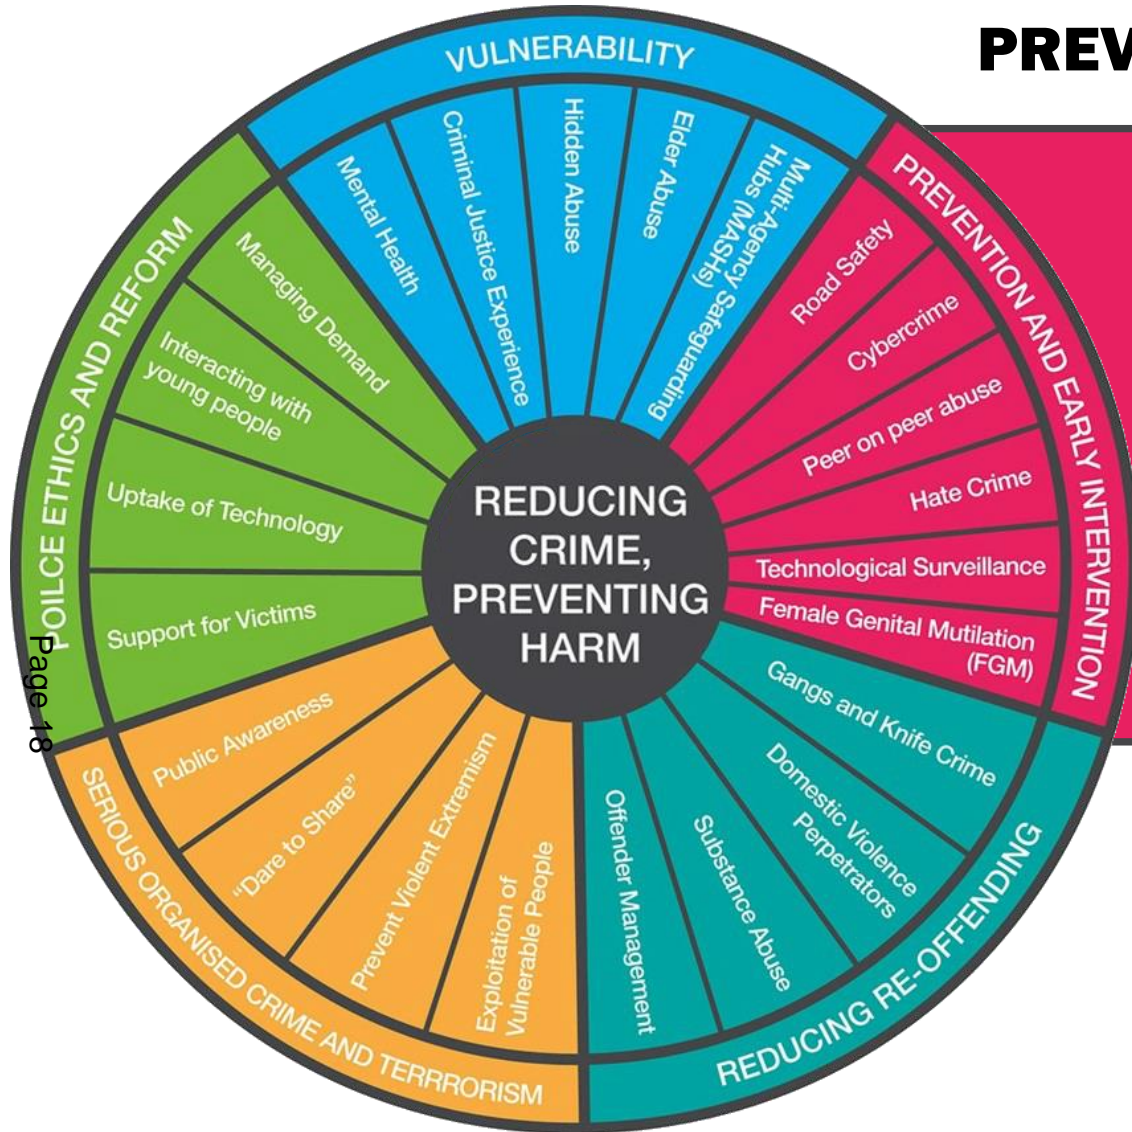 PREV
VULNERABILITY
Mental Health
Criminal Justice Experience
Hidden Abuse
Elder Abuse
Multi-Agency Safeguarding
Hubs (MASHs)
PREVENTION AND EARLY INTERVENTION
Road Safety
Cybercrime
Peer on peer abuse
Hate Crime
Technological Surveillance
Female Genital Mutilation
(FGM)
REDUCING RE-OFFENDING
Gangs and Knife Crime
Domestic Violence
Perpetrators
Substance Abuse
Offender Management
SERIOUS ORGANISED CRIME AND TERRRORISM
Exploitation of
Vulnerable People
Prevent Violent Extremism
“Dare to Share”
Public Awareness
POILCE ETHICS AND REFORM
Support for Victims
Uptake of Technology
Interacting with
young people
Managing Demand
REDUCING
CRIME,
PREVENTING
HARM
Page 18